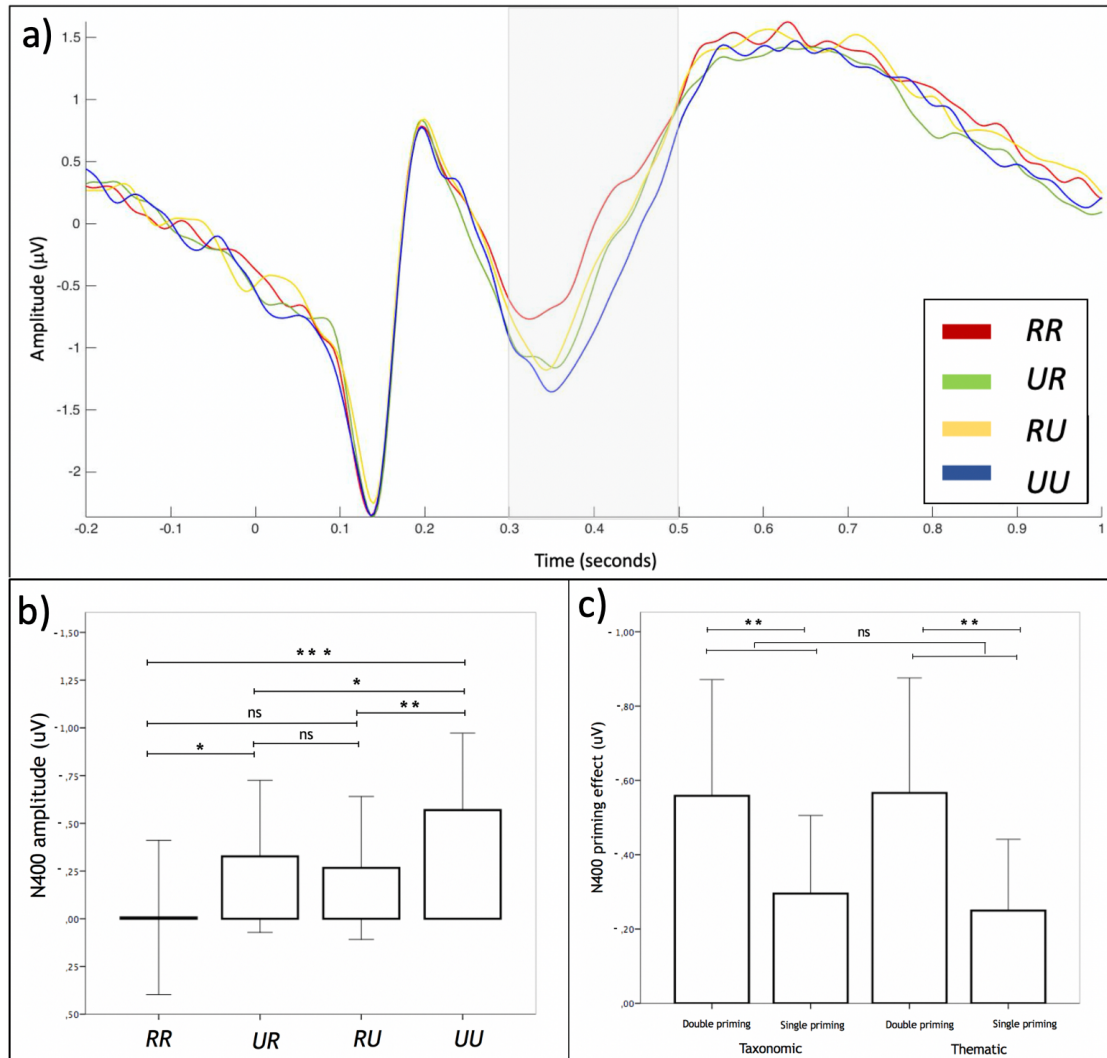 a)
1.5
1
0.5
0
-0.5
-1
-1.5
-2
Amplitude (µV)
-0.2 -0.1 0 0.1 0.2 0.3 0.4 0.5 0.6 0.7 0.8 0.9 1
Time (seconds)
RR
UR
RU
UU
b)
N400 amplitude (uV)
- 1,50
- 1,25
- 1,00
- ,75
- ,50
- ,25
,00
,25
,50
* * *
*
ns
* *
*
ns
RR UR RU UU
c)
N400 priming effect (uV)
- 1,00
- ,80
- ,60
- ,40
- ,20
,00
* *
ns
* *
Double priming Single priming Double priming Single priming
Taxonomic Thematic